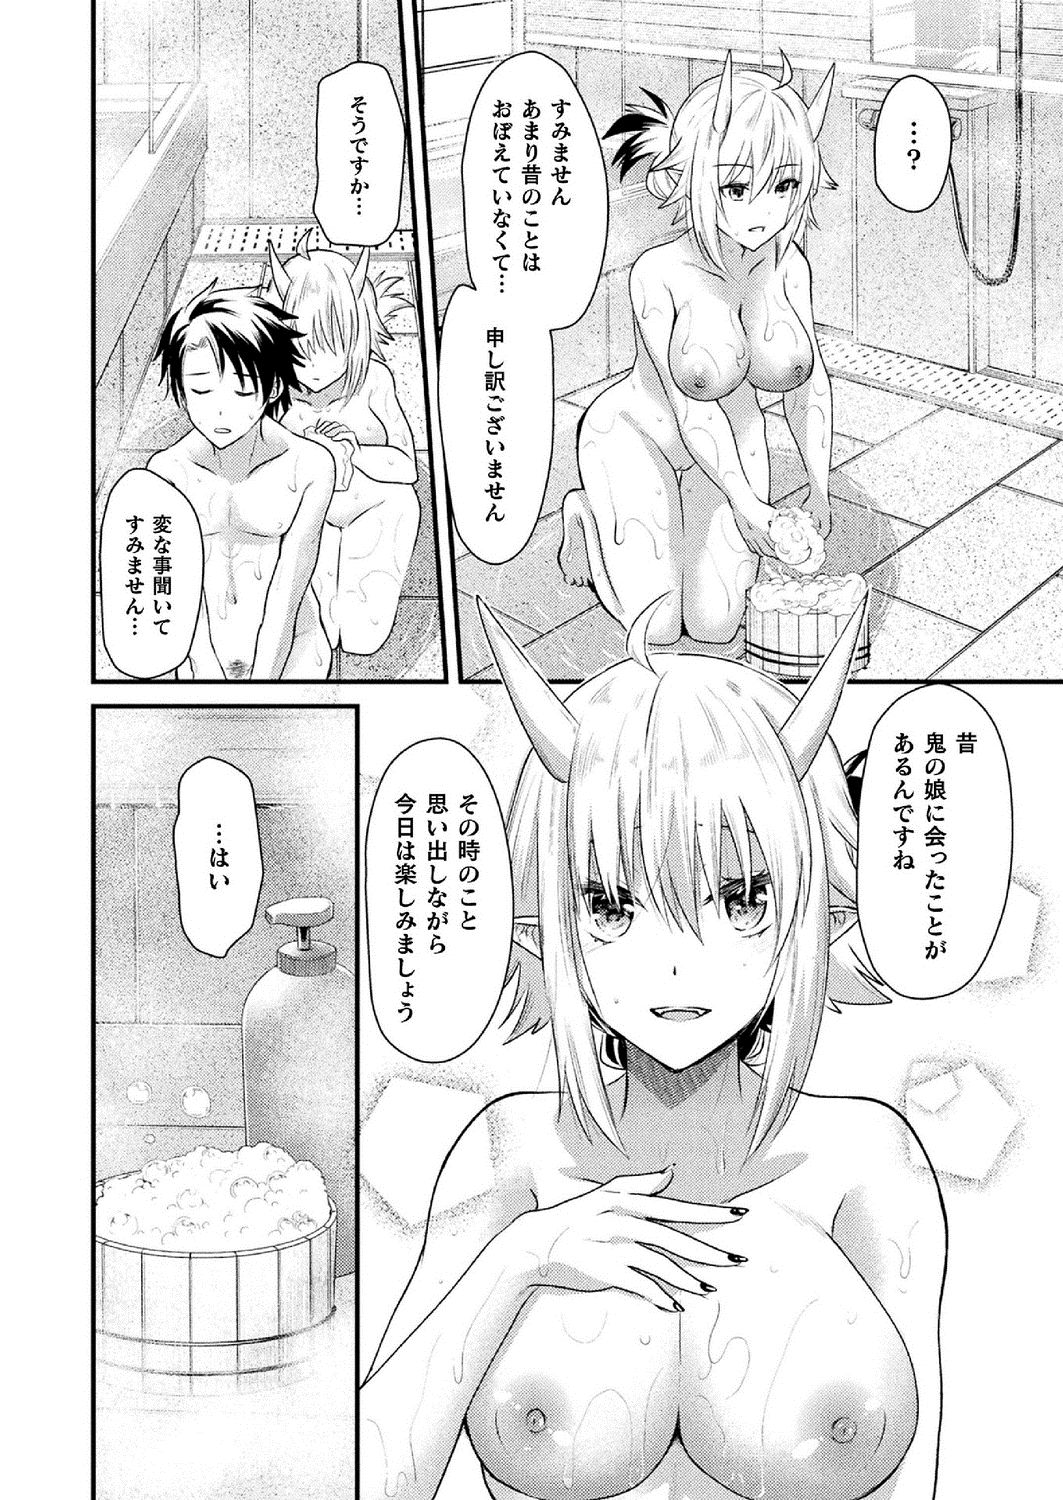 …？
すみません
あまり昔のことは
おぼえていなくて…
申し訳ございません
そうですか…
変な事聞いて
すみません…
昔
鬼の娘に会ったことが
あるんですね
その時のこと
思い出しながら
今日は楽しみましょう
…はい